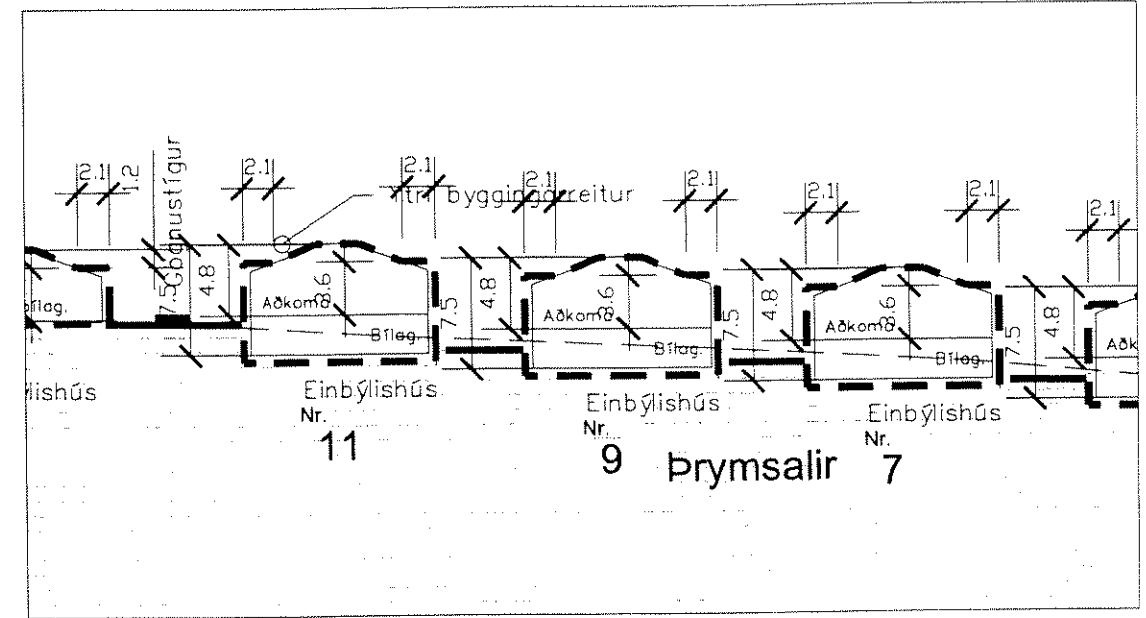 2.1
1.2
Göngustígur
2.1
2.1
Ytri byggingarreitur
2.1
2.1
2.1
2.1
2.1
7.5
4.8
Aðkoma
3.6
Bílag.
7.5
4.8
Aðkoma
3.6
Bílag.
7.5
4.8
Aðkoma
3.6
Bílag.
7.5
4.8
Aðk
bílag.
ýlishús
Einbýlishús
Nr.
11
Einbýlishús
Nr.
9
Þrymsalir
Einbýlishús
Nr.
7